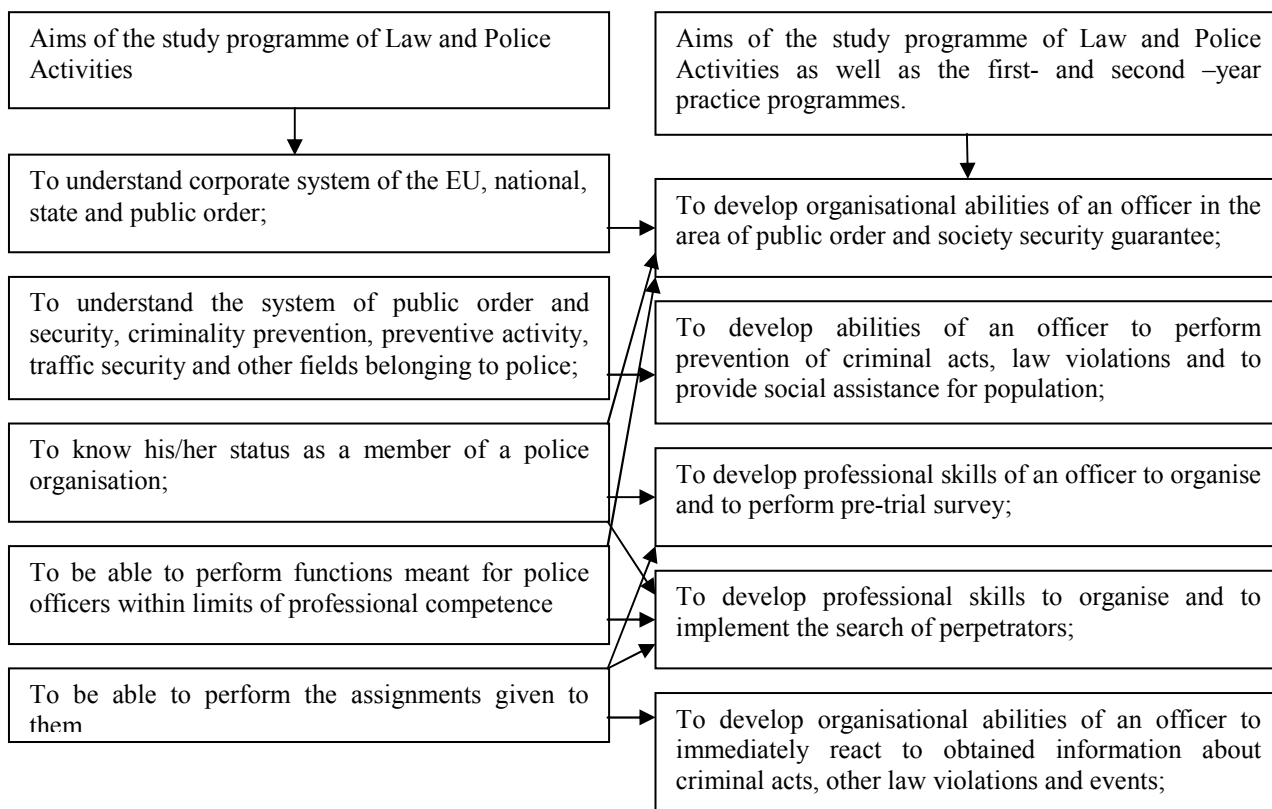 Aims of the study programme of Law and Police
Activities
To understand corporate system of the EU, national,
state and public order;
To understand the system of public order and
security, criminality prevention, preventive activity,
traffic security and other fields belonging to police;
To know his/her status as a member of a police
organisation;
To be able to perform functions meant for police
officers within limits of professional competence
To be able to perform the assignments given to
them
Aims of the study programme of Law and Police
Activities as well as the first- and second –year
practice programmes.
To develop organisational abilities of an officer in the
area of public order and society security guarantee;
To develop abilities of an officer to perform
prevention of criminal acts, law violations and to
provide social assistance for population;
To develop professional skills of an officer to organise
and to perform pre-trial survey;
To develop professional skills to organise and to
implement the search of perpetrators;
To develop organisational abilities of an officer to
immediately react to obtained information about
criminal acts, other law violations and events;